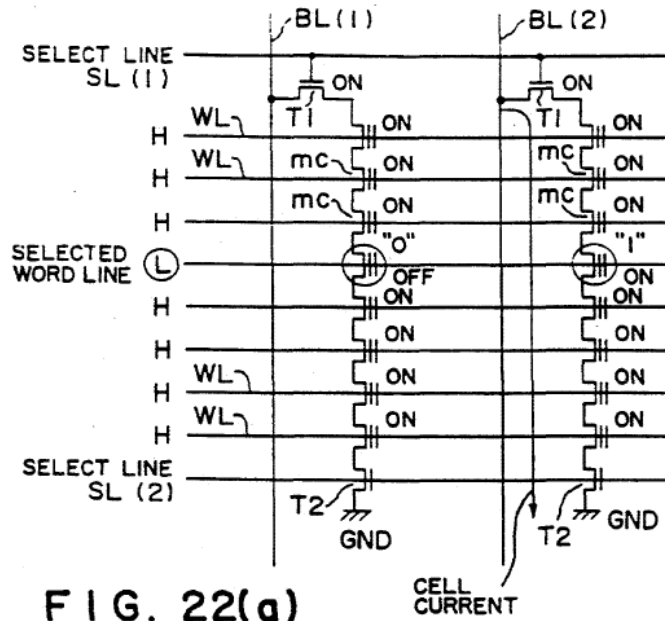 BL(1) BL(2)
SELECT LINE
SL (1)
ON ON
T1 T1
H WL ON ON
H WL mc ON mc ON
H mc ON mc ON
"0" "1"
SELECTED
WORD LINE L OFF ON
H ON ON
H ON ON
H WL ON ON
H WL ON ON
SELECT LINE
SL (2)
T2 T2
GND GND
CELL
CURRENT
FIG. 22(a)